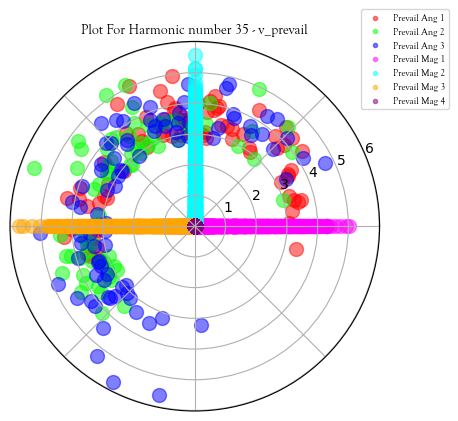 Plot For Harmonic number 35 - v_prevail
Prevail Ang 1
Prevail Ang 2
Prevail Ang 3
Prevail Mag 1
Prevail Mag 2
Prevail Mag 3
Prevail Mag 4
6
5
4
3
2
1